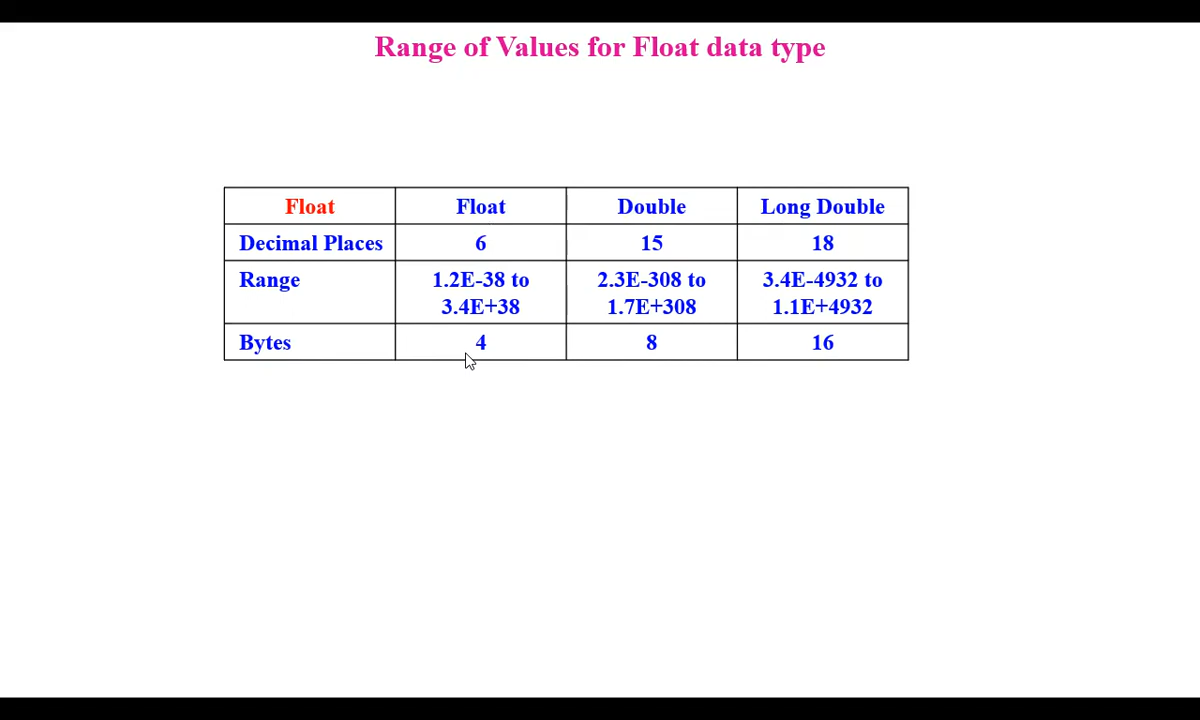 Range of Values for Float data type
Float Float Double Long Double
Decimal Places 6 15 18
Range 1.2E-38 to 2.3E-308 to 3.4E-4932 to
3.4E+38 1.7E+308 1.1E+4932
Bytes 4 8 16